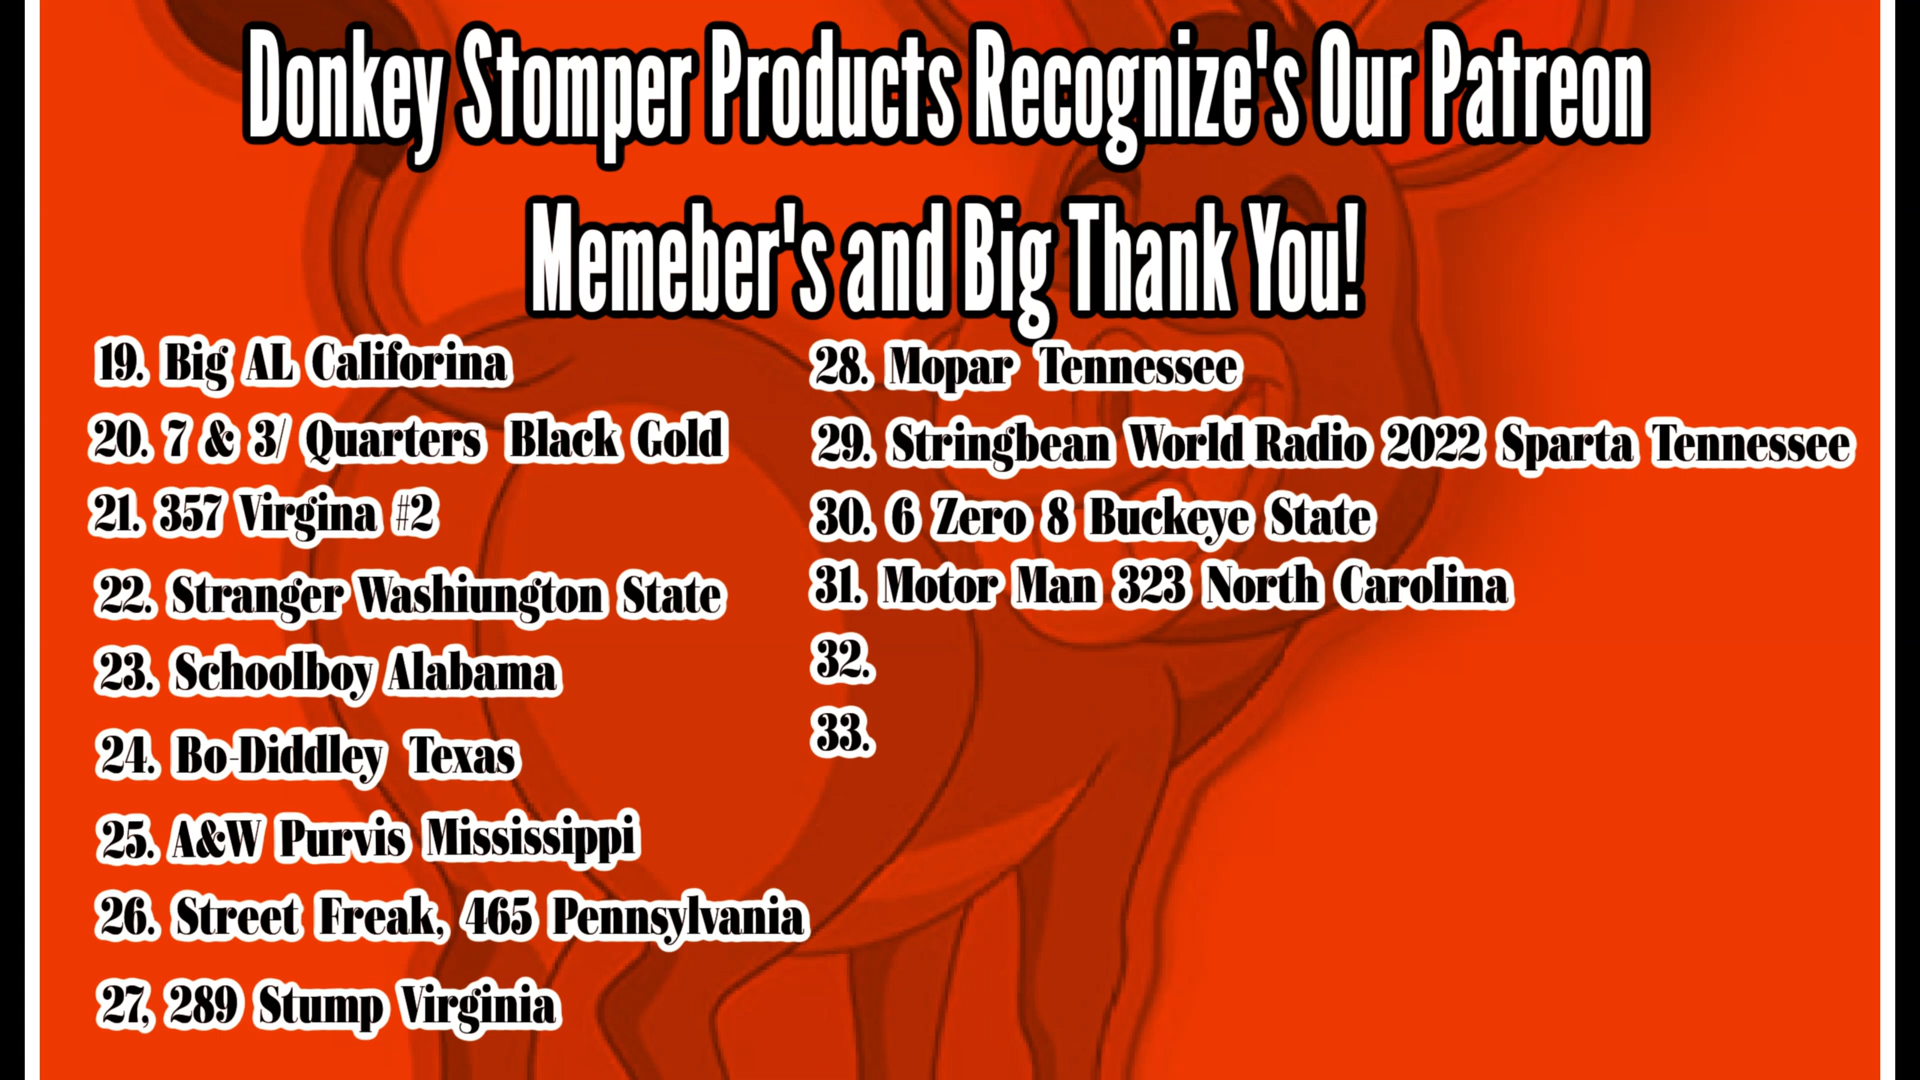 Donkey Stomper Products Recognize's Our Patreon
Memeber's and Big Thank You!
19. Big AL Califorina
20. 7 & 3/ Quarters Black Gold
21. 357 Virgina #2
22. Stranger Washiungton State
23. Schoolboy Alabama
24. Bo-Diddley Texas
25. A&W Purvis Mississippi
26. Street Freak, 465 Pennsylvania
27, 289 Stump Virginia
28. Mopar Tennessee
29. Stringbean World Radio 2022 Sparta Tennessee
30. 6 Zero 8 Buckeye State
31. Motor Man 323 North Carolina
32.
33.